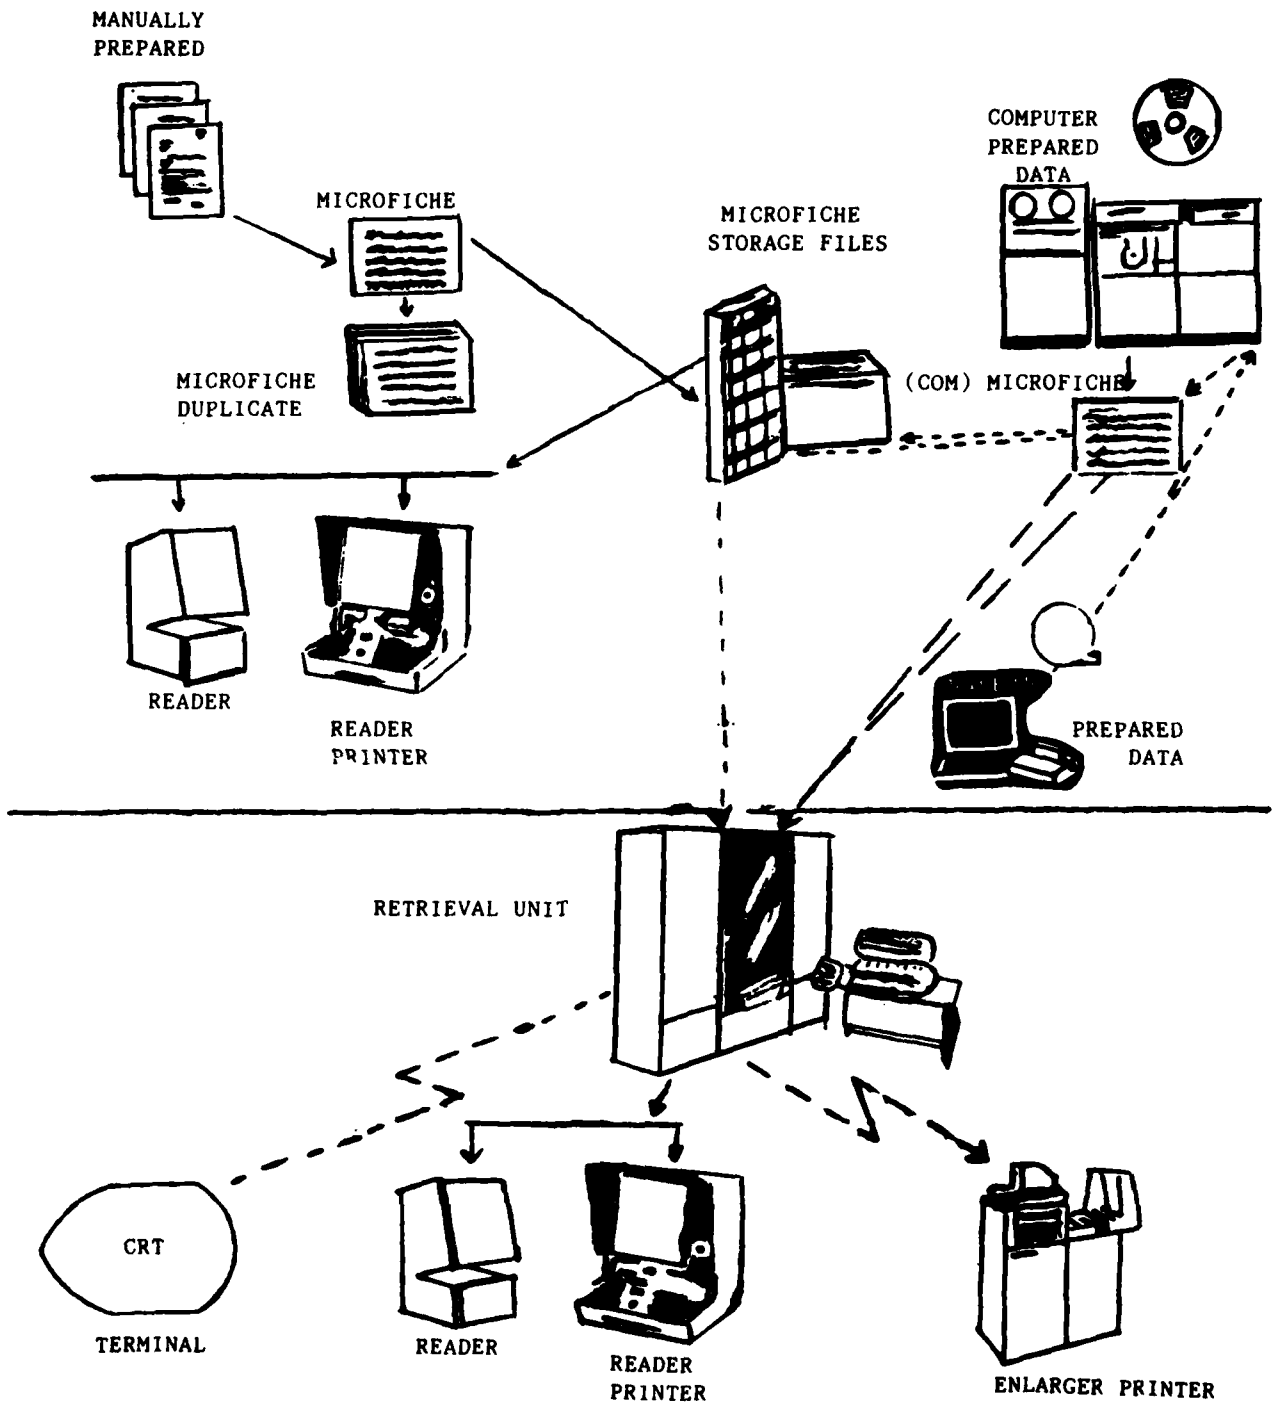 MANUALLY
PREPARED
COMPUTER
PREPARED
DATA
MICROFICHE
MICROFICHE
STORAGE FILES
MICROFICHE
DUPLICATE
(COM) MICROFICHE
READER
READER
PRINTER
PREPARED
DATA
RETRIEVAL UNIT
CRT
TERMINAL
READER
READER
PRINTER
ENLARGER PRINTER